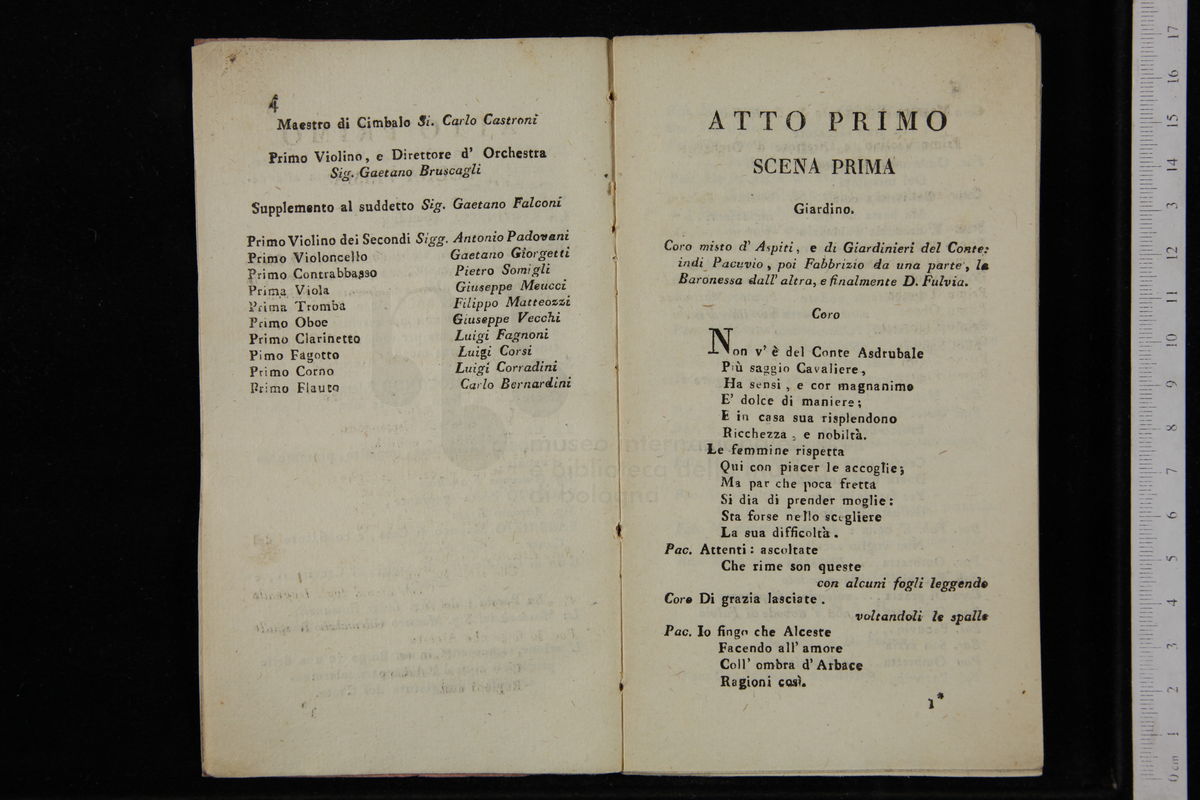 4
Maestro di Cimbalo Si. Carlo Castroni
Primo Violino, e Direttore d' Orchestra
Sig. Gaetano Bruscagli
Supplemento al suddetto Sig. Gaetano Falconi
Primo Violino dei Secondi Sigg. Antonio Padovani
Primo Violoncello Gaetano Giorgetti
Primo Contrabbasso Pietro Somigli
Prima Viola Giuseppe Meucci
Prima Tromba Filippo Matteozzi
Primo Oboe Giuseppe Vecchi
Primo Clarinetto Luigi Fagnoni
Pimo Fagotto Luigi Corsi
Primo Corno Luigi Corradini
Primo Flauto Carlo Bernardini
ATTO PRIMO
SCENA PRIMA
Giardino.
Coro misto d' Aspiti, e di Giardinieri del Conte;
indi Pacuvio, poi Fabbrizio da una parte, la
Baronessa dall' altra, e finalmente D. Fulvia.
Coro
Non v' è del Conte Asdrubale
Più saggio Cavaliere,
Ha sensi, e cor magnanimo
E' dolce di maniere;
E in casa sua risplendono
Ricchezza, e nobiltà.
Le femmine rispetta
Qui con piacer le accoglie;
Ma par che poca fretta
Si dia di prender moglie:
Sta forse nello scegliere
La sua difficoltà.
Pac. Attenti: ascoltate
Che rime son queste
con alcuni fogli leggendo
Coro Di grazia lasciate.
voltandoli le spalle
Pac. Io fingo che Alceste
Facendo all' amore
Coll' ombra d' Arbace
Ragioni così.
1*
museo interna
e biblioteca del
di bologna
0 cm 1 2 3 4 5 6 7 8 9 10 11 12 13 14 15 16 17